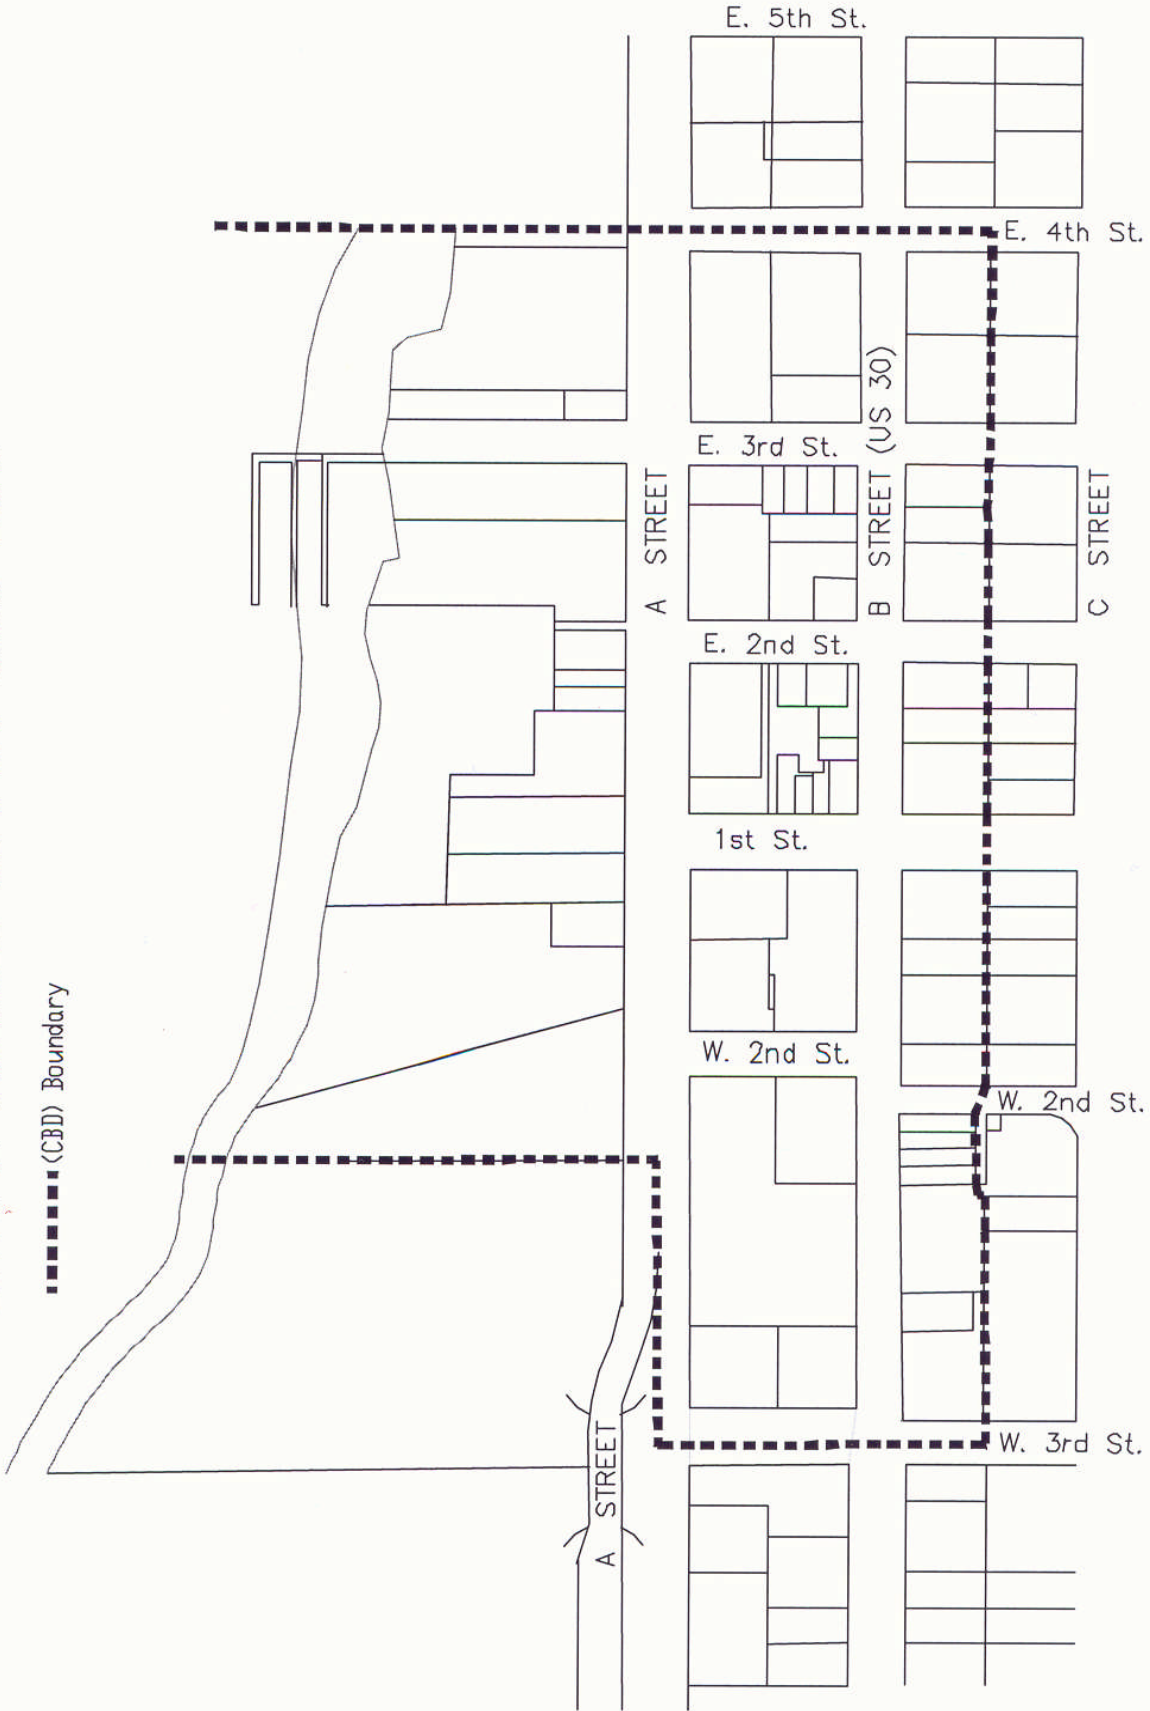 E. 5th St.
E. 4th St.
(US 30)
E. 3rd St.
A STREET
B STREET
C STREET
E. 2nd St.
1st St.
(CBD) Boundary
W. 2nd St.
W. 2nd St.
W. 3rd St.
A STREET